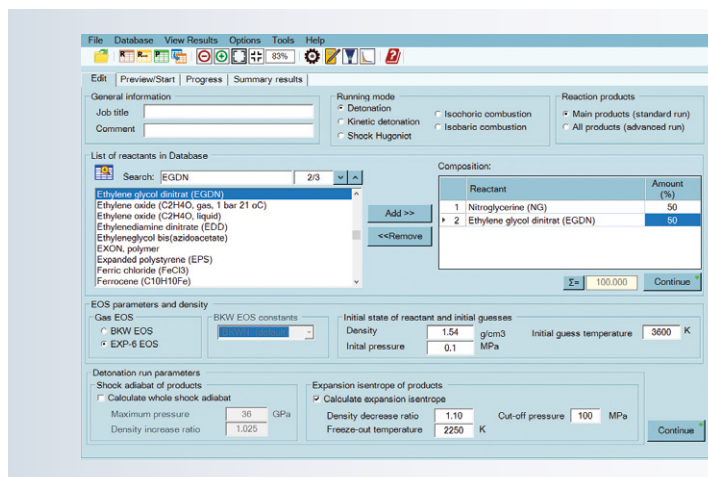 File Database View Results Options Tools Help
83%
Edit Preview/Start Progress Summary results
General information
Job title
Comment
Running mode
Detonation
Kinetic detonation
Shock Hugoniot
Isochoric combustion
Isobaric combustion
Reaction products
Main products (standard run)
All products (advanced run)
List of reactants in Database
Search: EGDN 2/3
Ethylene glycol dinitrat (EGDN)
Ethylene oxide (C2H4O, gas, 1 bar 21 oC)
Ethylene oxide (C2H4O, liquid)
Ethylenediamine dinitrate (EDD)
Ethyleneglycol bis(azidoacetate)
EXON, polymer
Expanded polystyrene (EPS)
Ferric chloride (FeCl3)
Ferrocene (C10H10Fe)
Add >>
<<Remove
Composition:
Reactant Amount (%)
1 Nitroglycerine (NG) 50
2 Ethylene glycol dinitrat (EGDN) 50
Σ= 100.000 Continue
EOS parameters and density
Gas EOS
BKW EOS
EXP-6 EOS
BKW EOS constants
Initial state of reactant and initial guesses
Density 1.54 g/cm3
Inital pressure 0.1 MPa
Initial guess temperature 3600 K
Detonation run parameters
Shock adiabat of products
Calculate whole shock adiabat
Maximum pressure 36 GPa
Density increase ratio 1.025
Expansion isentrope of products
Calculate expansion isentrope
Density decrease ratio 1.10 Cut-off pressure 100 MPa
Freeze-out temperature 2250 K
Continue